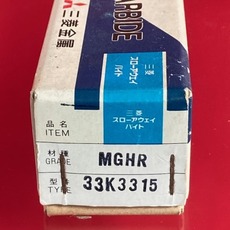 CARBIDE
三菱金属
三菱
スローアウェイ
バイト
三菱
スローアウェイ
バイト
品名
ITEM
材種
GRADE
MGHR
型番
TYPE
33K3315